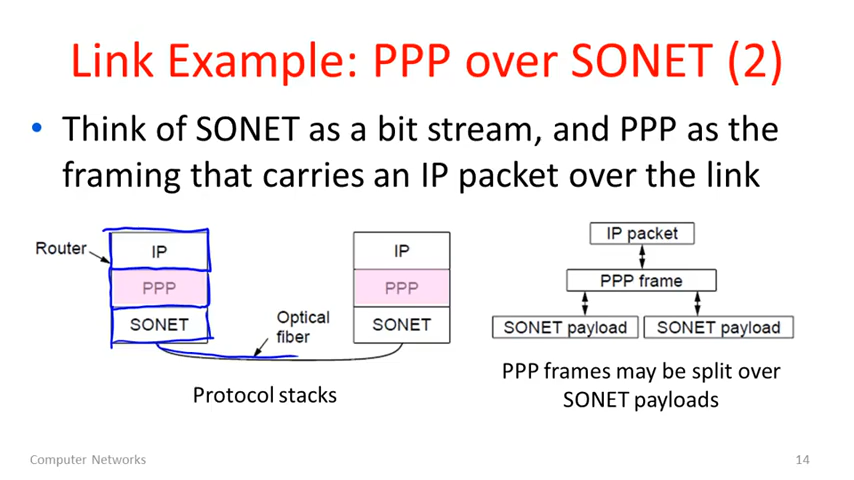 Link Example: PPP over SONET (2)
• Think of SONET as a bit stream, and PPP as the
framing that carries an IP packet over the link
Router
IP
PPP
SONET
Optical
fiber
IP
PPP
SONET
Protocol stacks
IP packet
PPP frame
SONET payload
SONET payload
PPP frames may be split over
SONET payloads
Computer Networks
14